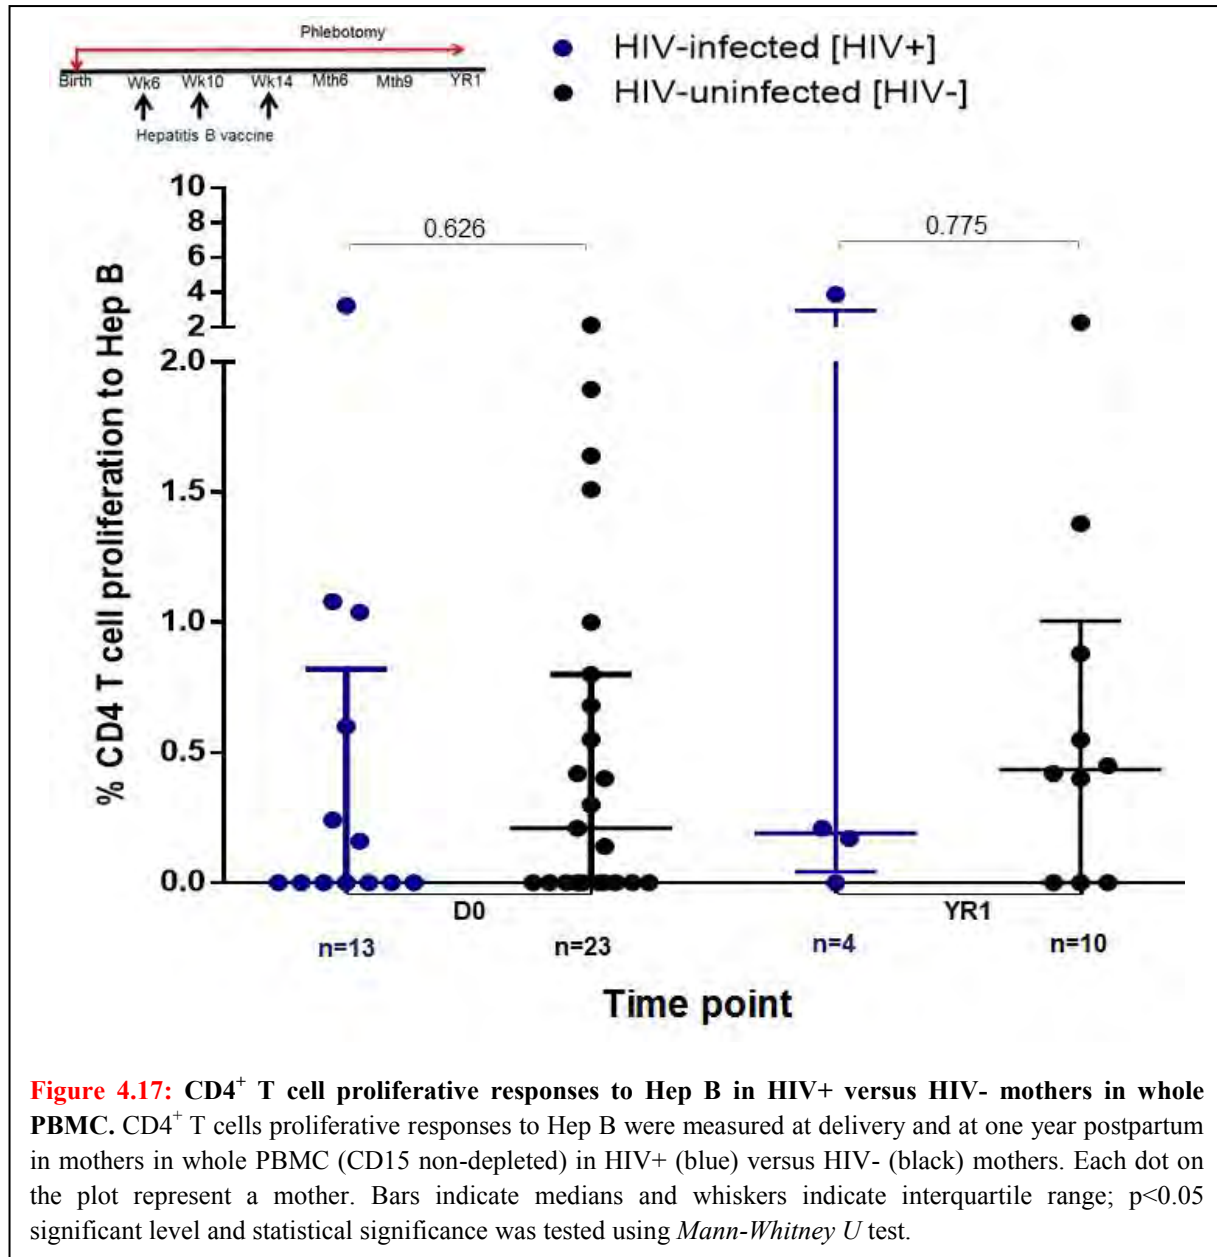 Phlebotomy
Birth Wk6 Wk10 Wk14 Mth6 Mth9 YR1
Hepatitis B vaccine
HIV-infected [HIV+]
HIV-uninfected [HIV-]
% CD4 T cell proliferation to Hep B
10
8
6
4
2
2.0
1.5
1.0
0.5
0.0
0.626 0.775
D0 YR1
n=13 n=23 n=4 n=10
Time point
Figure 4.17: CD4⁺ T cell proliferative responses to Hep B in HIV+ versus HIV- mothers in whole
PBMC. CD4⁺ T cells proliferative responses to Hep B were measured at delivery and at one year postpartum
in mothers in whole PBMC (CD15 non-depleted) in HIV+ (blue) versus HIV- (black) mothers. Each dot on
the plot represent a mother. Bars indicate medians and whiskers indicate interquartile range; p<0.05
significant level and statistical significance was tested using Mann-Whitney U test.